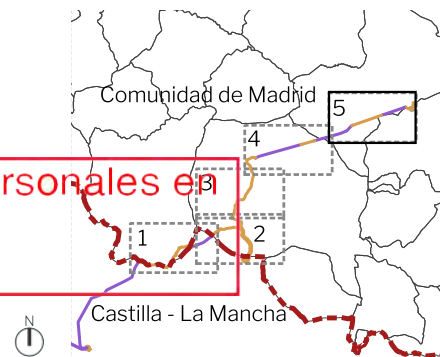 Comunidad de Madrid
5
4
rsonales en
3
1
2
Castilla - La Mancha
N